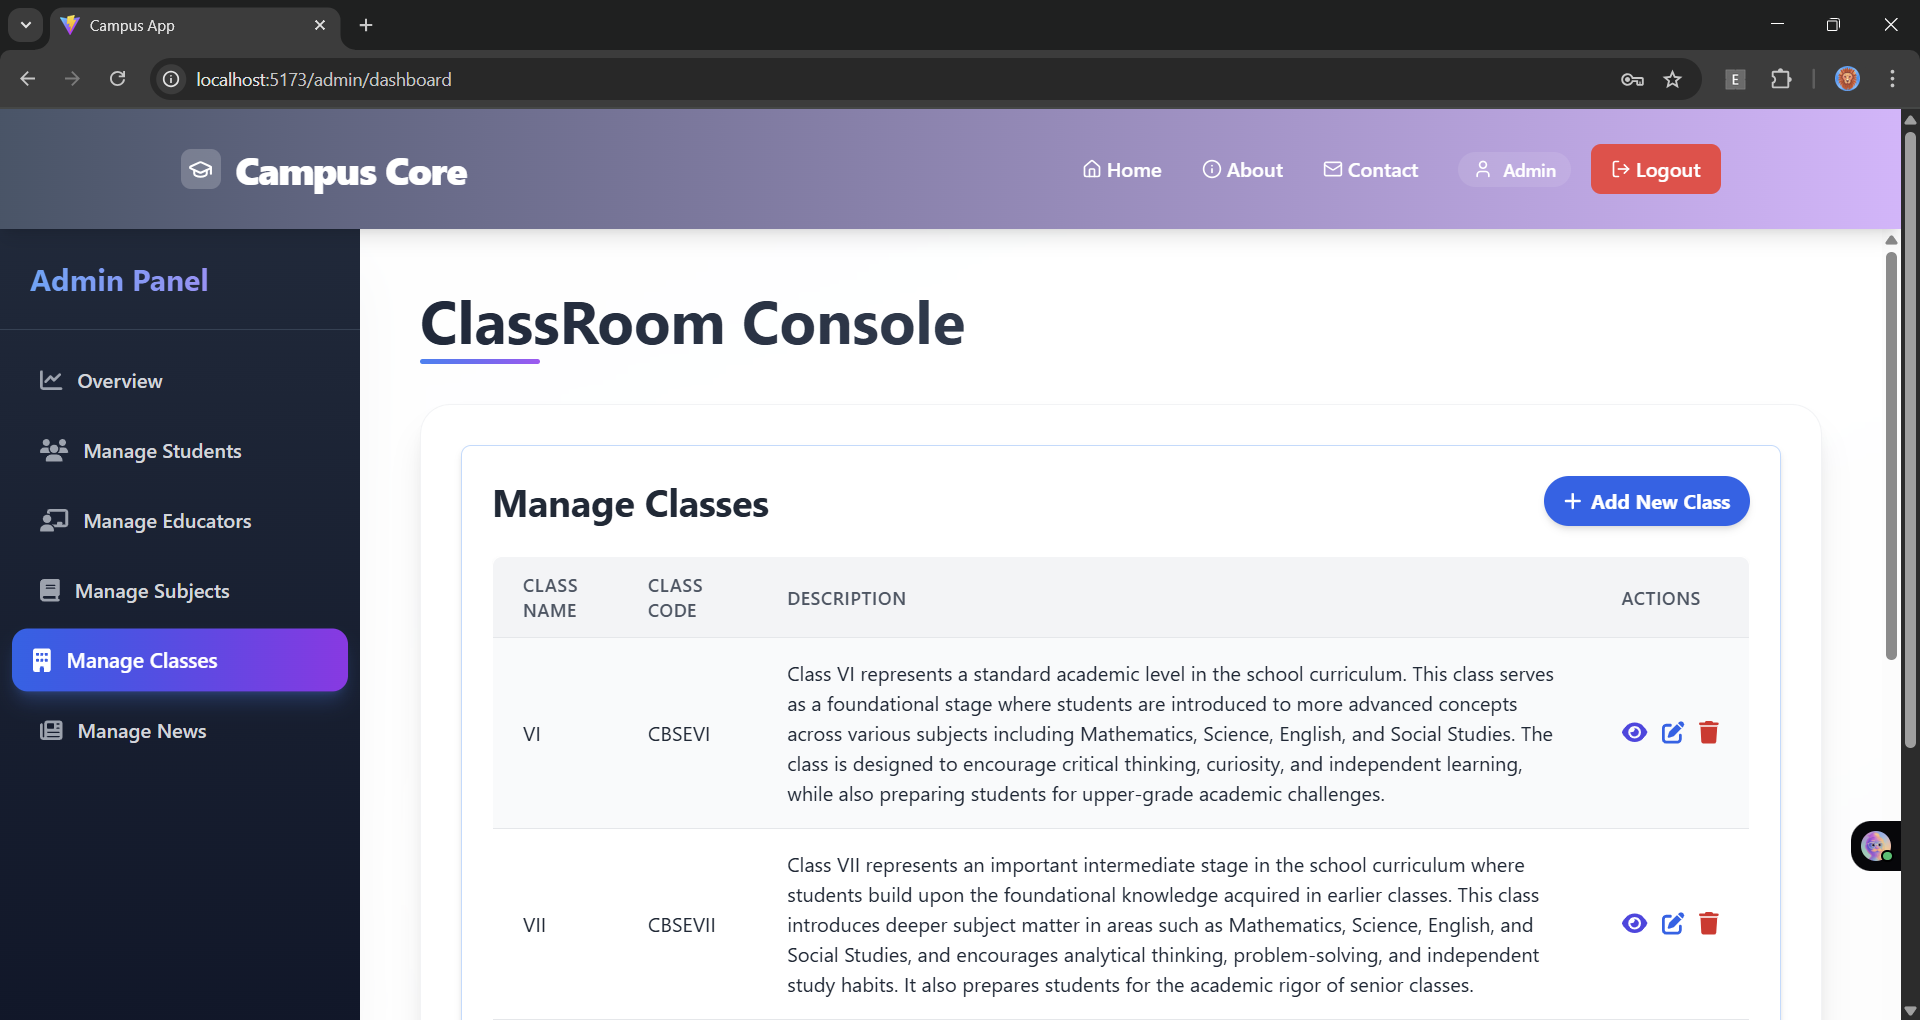 Campus App
localhost:5173/admin/dashboard
E
Campus Core
Home
About
Contact
Admin
Logout
Admin Panel
Overview
Manage Students
Manage Educators
Manage Subjects
Manage Classes
Manage News
ClassRoom Console
Manage Classes
+ Add New Class
CLASS NAME
CLASS CODE
DESCRIPTION
ACTIONS
VI
CBSEVI
Class VI represents a standard academic level in the school curriculum. This class serves
as a foundational stage where students are introduced to more advanced concepts
across various subjects including Mathematics, Science, English, and Social Studies. The
class is designed to encourage critical thinking, curiosity, and independent learning,
while also preparing students for upper-grade academic challenges.
VII
CBSEVII
Class VII represents an important intermediate stage in the school curriculum where
students build upon the foundational knowledge acquired in earlier classes. This class
introduces deeper subject matter in areas such as Mathematics, Science, English, and
Social Studies, and encourages analytical thinking, problem-solving, and independent
study habits. It also prepares students for the academic rigor of senior classes.